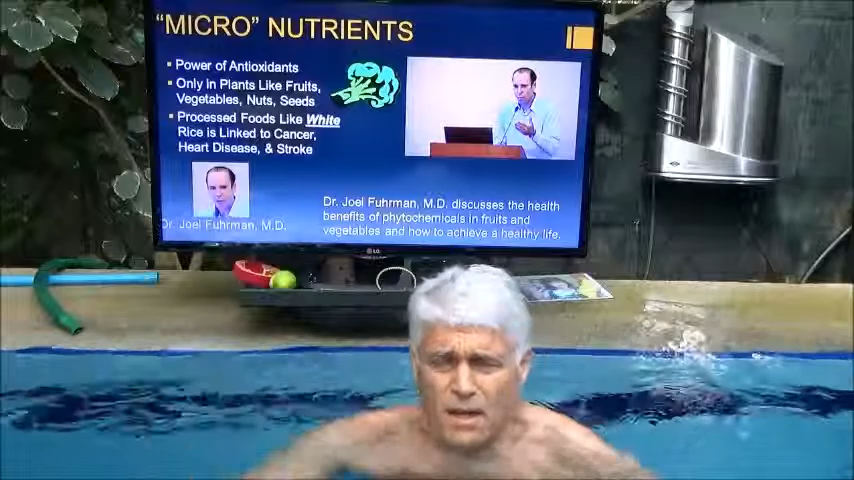 "MICRO" NUTRIENTS
Power of Antioxidants
Only in Plants Like Fruits,
Vegetables, Nuts, Seeds
Processed Foods Like White
Rice is Linked to Cancer,
Heart Disease, & Stroke
Dr. Joel Fuhrman, M.D.
Dr. Joel Fuhrman, M.D. discusses the health
benefits of phytochemicals in fruits and
vegetables and how to achieve a healthy life.
LG